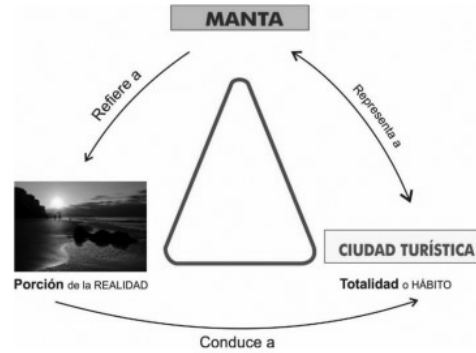 MANTA
Refiere a
Representa a
CIUDAD TURÍSTICA
Porción de la REALIDAD
Totalidad o HÁBITO
Conduce a